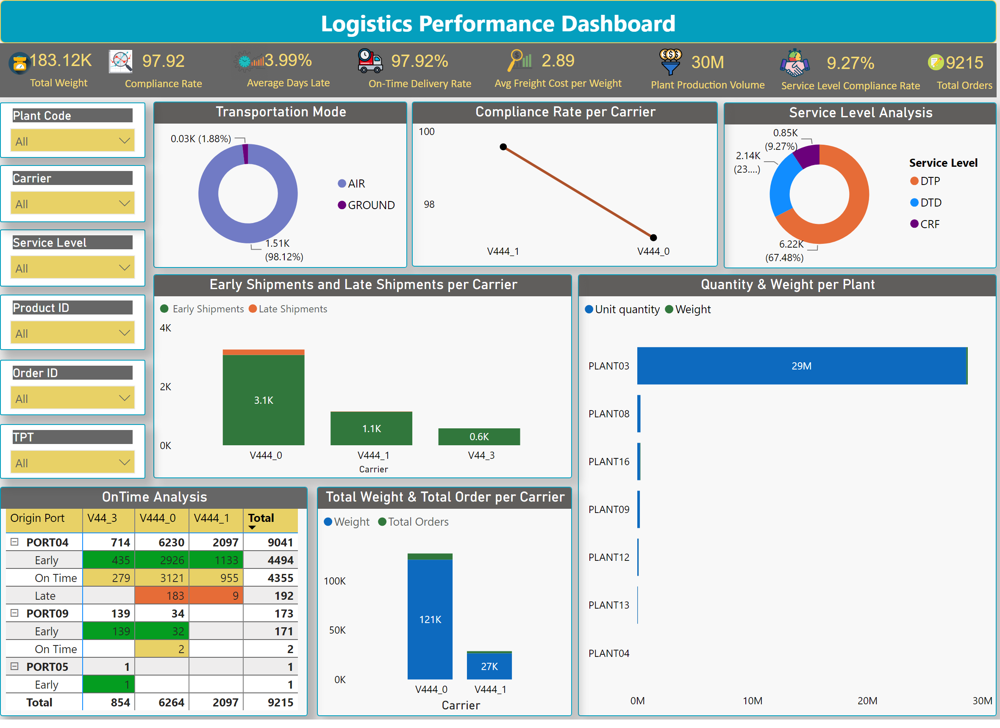 Logistics Performance Dashboard
183.12K
Total Weight
97.92
Compliance Rate
3.99%
Average Days Late
97.92%
On-Time Delivery Rate
2.89
Avg Freight Cost per Weight
30M
Plant Production Volume
9.27%
Service Level Compliance Rate
9215
Total Orders
Plant Code
All
Carrier
All
Service Level
All
Product ID
All
Order ID
All
TPT
All
Transportation Mode
0.03K (1.88%)
1.51K
(98.12%)
AIR
GROUND
Compliance Rate per Carrier
100
98
V444_1 V444_0
Service Level Analysis
0.85K
(9.27%)
2.14K
(23....)
6.22K
(67.48%)
Service Level
DTP
DTD
CRF
Early Shipments and Late Shipments per Carrier
Early Shipments Late Shipments
4K
2K
0K
3.1K
1.1K
0.6K
V444_0 V444_1 V44_3
Carrier
Quantity & Weight per Plant
Unit quantity Weight
PLANT03 29M
PLANT08
PLANT16
PLANT09
PLANT12
PLANT13
PLANT04
0M 10M 20M 30M
OnTime Analysis
Origin Port V44_3 V444_0 V444_1 Total
PORT04 714 6230 2097 9041
Early 435 2926 1133 4494
On Time 279 3121 955 4355
Late 183 9 192
PORT09 139 34 173
Early 139 32 171
On Time 2 2
PORT05 1 1
Early 1 1
Total 854 6264 2097 9215
Total Weight & Total Order per Carrier
Weight Total Orders
100K
50K
0K
121K
27K
V444_0 V444_1
Carrier